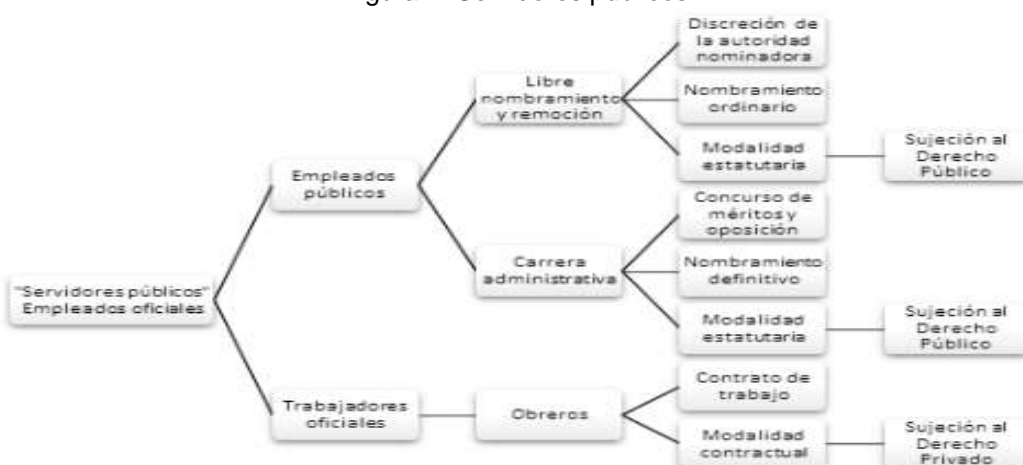 Discreción de
la autoridad
nominadora
Libre
nombramiento
y remoción
Nombramiento
ordinario
Modalidad
estatutaria
Sujeción al
Derecho
Público
Empleados
públicos
Concurso de
méritos y
oposición
Carrera
administrativa
Nombramiento
definitivo
"Servidores públicos"
Empleados oficiales
Modalidad
estatutaria
Sujeción al
Derecho
Público
Contrato de
trabajo
Trabajadores
oficiales
Obreros
Modalidad
contractual
Sujeción al
Derecho
Privado